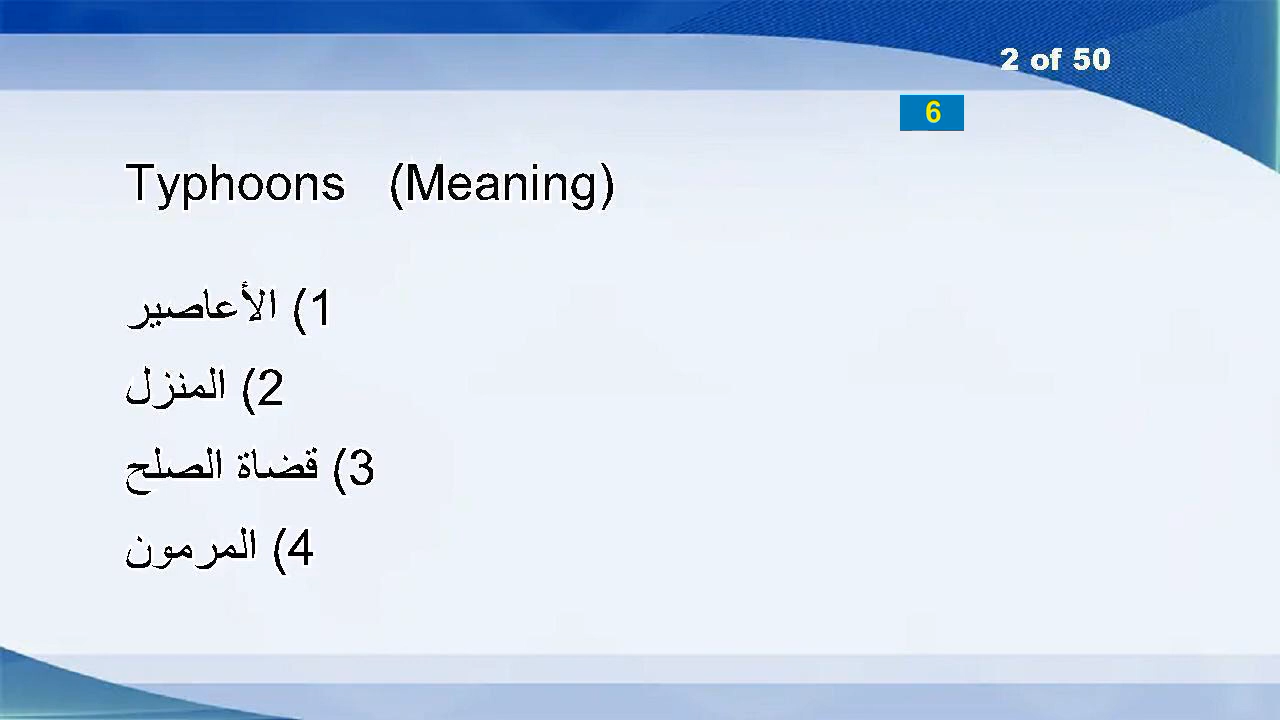 2 of 50
6
Typhoons (Meaning)
1) الأعاصير
2) المنزل
3) قضاة الصلح
4) المرمون